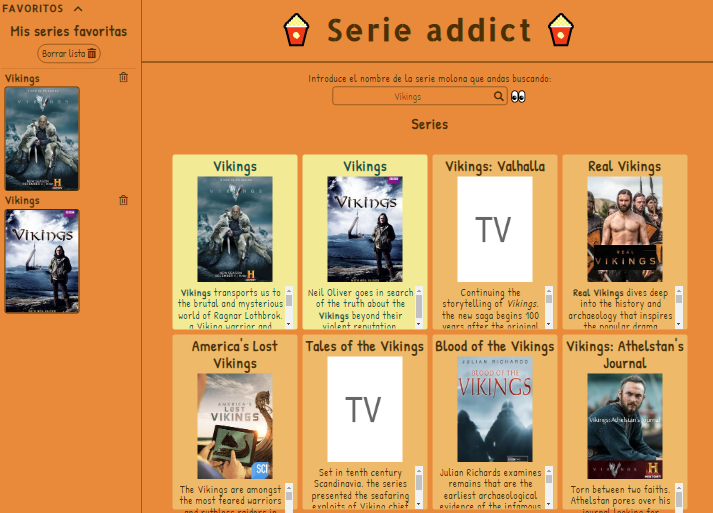 FAVORITOS
Mis series favoritas
Borrar lista
Vikings
VIKINGS
H
Vikings
BBC
VIKINGS
Serie addict
Introduce el nombre de la serie molona que andas buscando:
Vikings
Series
Vikings
VIKINGS
H
Vikings transports us to
the brutal and mysterious
world of Ragnar Lothbrok,
a Viking warrior and
Vikings
BBC
VIKINGS
Neil Oliver goes in search
of the truth about the
Vikings beyond their
violent reputation
Vikings: Valhalla
TV
Continuing the
storytelling of Vikings,
the new saga begins 100
years after the original
Real Vikings
REAL
VIKINGS
Real Vikings dives deep
into the history and
archaeology that inspires
the popular drama
America's Lost
Vikings
AMERICA'S
LOST
VIKINGS
SCI
The Vikings are amongst
the most feared warriors
and ruthless raiders in
Tales of the Vikings
TV
Set in tenth century
Scandinavia, the series
presented the seafaring
exploits of Viking chief
Blood of the Vikings
JULIAN RICHARDS
BLOOD OF THE
VIKINGS
Julian Richards examines
remains that are the
earliest archaeological
evidence of the infamous
Vikings: Athelstan's
Journal
Vikings: Athelstan's Journal
VIKINGS
H
HISTORY
Torn between two faiths,
Athelstan pores over his
journal looking for